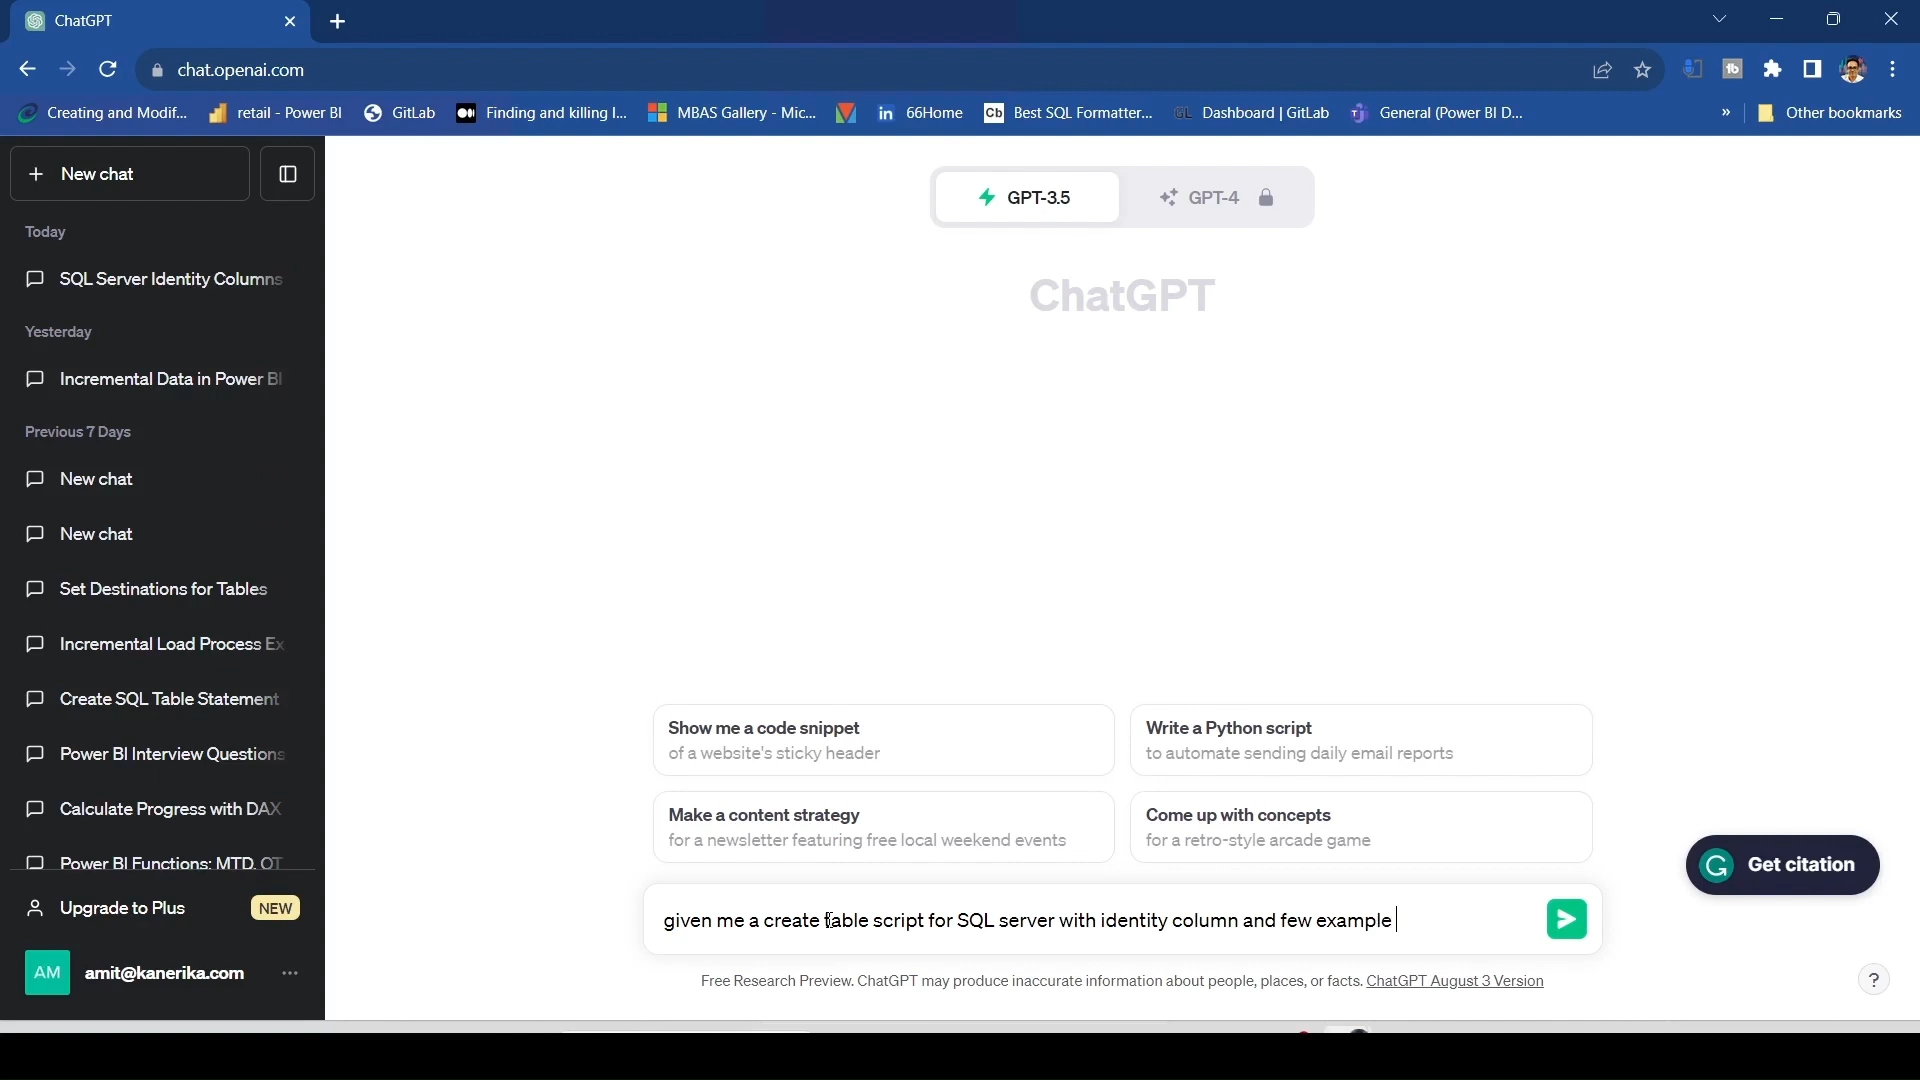 ChatGPT
chat.openai.com
Creating and Modif... retail - Power BI GitLab Finding and killing l... MBAS Gallery - Mic... 66Home Best SQL Formatter... Dashboard | GitLab General (Power BI D... » Other bookmarks
New chat
Today
SQL Server Identity Columns
Yesterday
Incremental Data in Power BI
Previous 7 Days
New chat
New chat
Set Destinations for Tables
Incremental Load Process Ex
Create SQL Table Statement
Power BI Interview Questions
Calculate Progress with DAX
Power BI Functions: MTD, QT
Upgrade to Plus NEW
AM amit@kanerika.com
GPT-3.5 GPT-4
ChatGPT
Show me a code snippet
of a website's sticky header
Write a Python script
to automate sending daily email reports
Make a content strategy
for a newsletter featuring free local weekend events
Come up with concepts
for a retro-style arcade game
Get citation
given me a create table script for SQL server with identity column and few example
Free Research Preview. ChatGPT may produce inaccurate information about people, places, or facts. ChatGPT August 3 Version
?